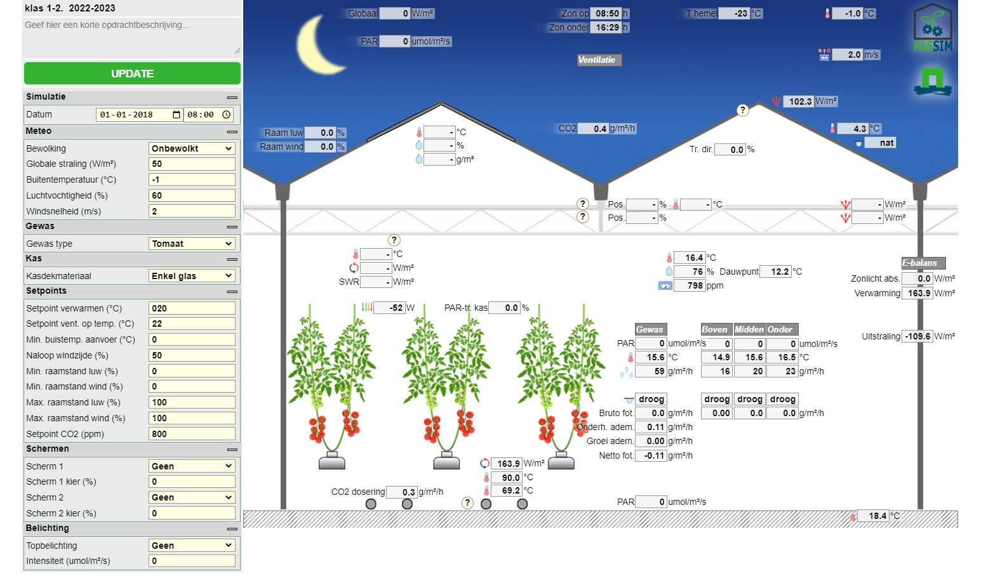 klas 1-2.  2022-2023
Geef hier een korte opdrachtbeschrijving...
UPDATE
Simulatie
Datum 01-01-2018 08:00
Meteo
Bewolking Onbewolkt
Globale straling (W/m²) 50
Buitentemperatuur (°C) -1
Luchtvochtigheid (%) 60
Windsnelheid (m/s) 2
Gewas
Gewas type Tomaat
Kas
Kasdekmateriaal Enkel glas
Setpoints
Setpoint verwarmen (°C) 020
Setpoint vent. op temp. (°C) 22
Min. buistemp. aanvoer (°C) 0
Naloop windzijde (%) 50
Min. raamstand luw (%) 0
Min. raamstand wind (%) 0
Max. raamstand luw (%) 100
Max. raamstand wind (%) 100
Setpoint CO2 (ppm) 800
Schermen
Scherm 1 Geen
Scherm 1 kier (%) 0
Scherm 2 Geen
Scherm 2 kier (%) 0
Belichting
Topbelichting Geen
Intensiteit (umol/m²/s) 0
Globaal 0 W/m²
PAR 0 umol/m²/s
Zon op 08:50 h
Zon onder 16:29 h
Ventilatie
T hemel -23 °C
-1.0 °C
2.0 m/s
KASSIM
102.3 W/m²
?
Raam luw 0.0 %
Raam wind 0.0 %
- °C
- %
- g/m³
CO2 0.4 g/m²/h
4.3 °C
nat
Tr. dir. 0.0 %
? Pos. - % - °C
? Pos. - %
- W/m²
- W/m²
?
- °C
- W/m²
SWR - W/m²
16.4 °C
76 % Dauwpunt 12.2 °C
798 ppm
E-balans
Zonlicht abs. 0.0 W/m²
Verwarming 163.9 W/m²
Uitstraling -109.6 W/m²
-52 W
PAR-tr. kas 0.0 %
Gewas Boven Midden Onder
PAR 0 umol/m²/s 0 0 0 umol/m²/s
15.6 °C 14.9 15.6 16.5 °C
59 g/m²/h 16 20 23 g/m²/h
droog droog droog droog
Bruto fot. 0.0 g/m²/h 0.00 0.0 0.0 g/m²/h
Onderh. adem. 0.11 g/m²/h
Groei adem. 0.00 g/m²/h
Netto fot. -0.11 g/m²/h
163.9 W/m²
90.0 °C
69.2 °C
CO2 dosering 0.3 g/m²/h
?
PAR 0 umol/m²/s
18.4 °C